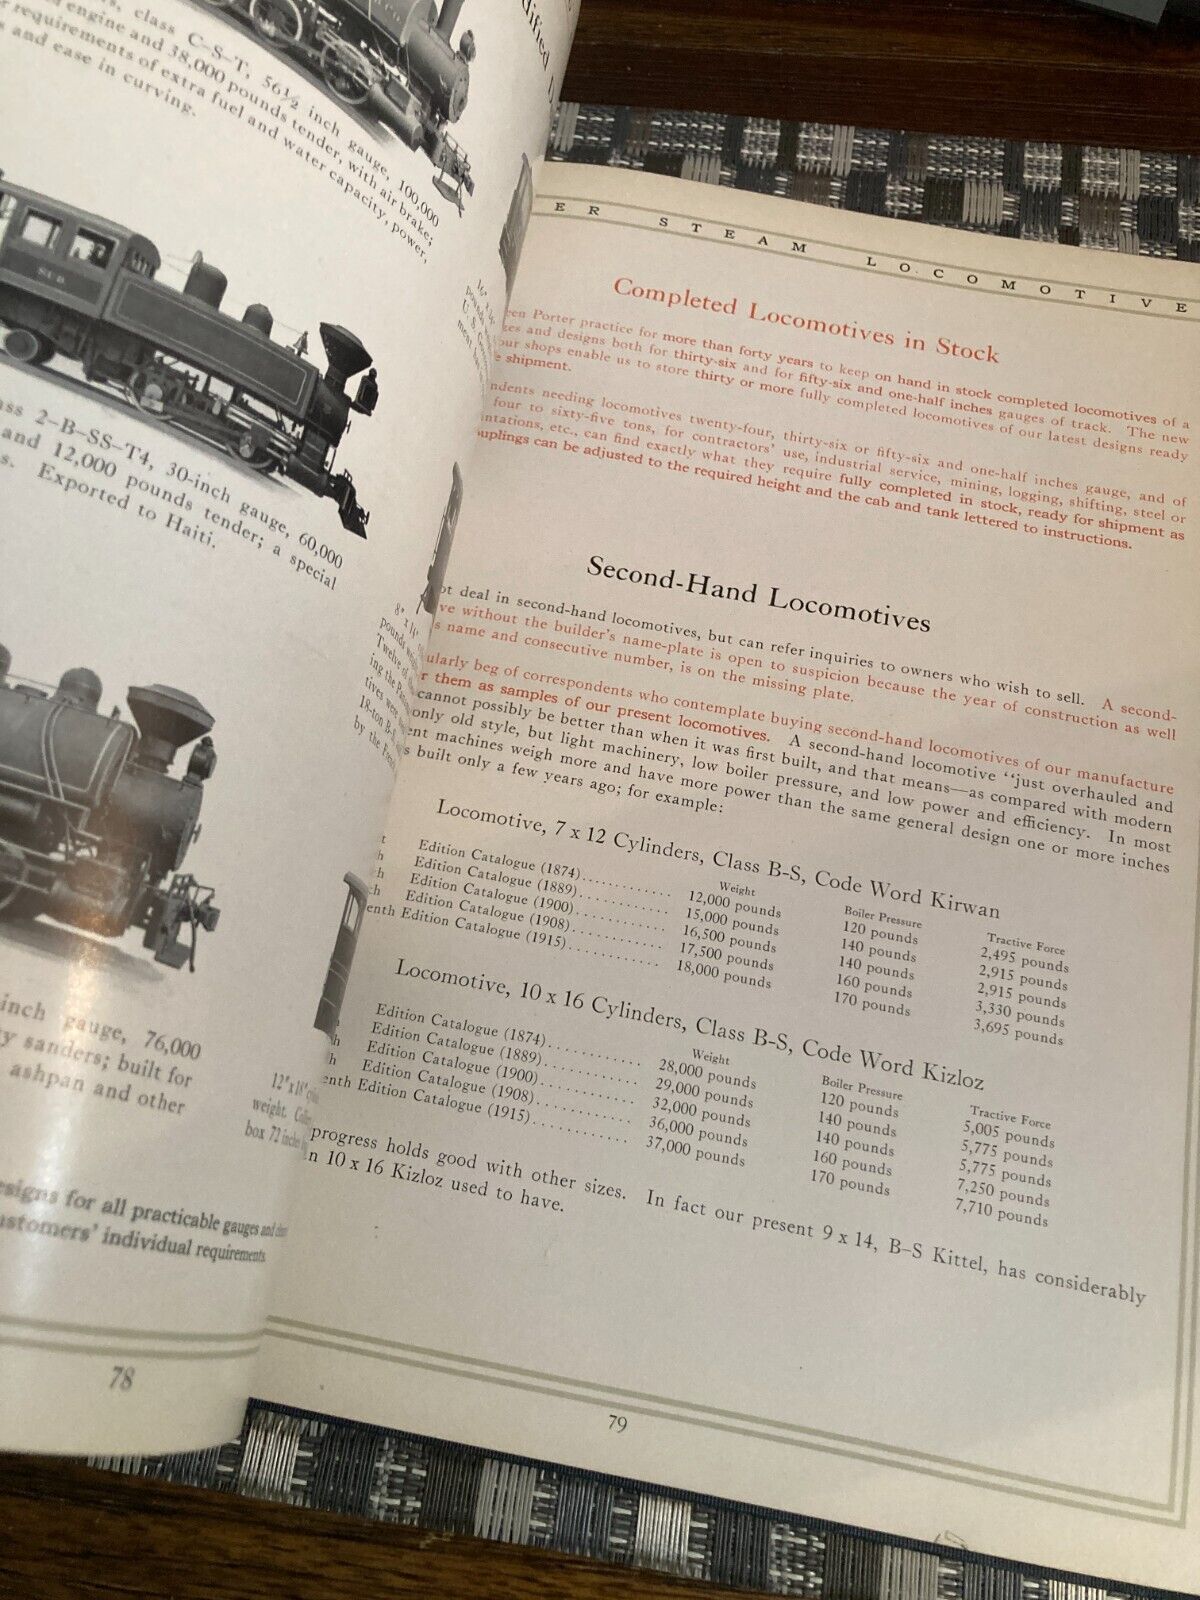 class C–S–T, 56½ inch gauge, 100,000
engine and 38,000 pounds tender, with air brake;
requirements of extra fuel and water capacity, power,
and ease in curving.
2–B–SS–T4, 30-inch gauge, 60,000
and 12,000 pounds tender; a special
Exported to Haiti.
inch gauge, 76,000
sanders; built for
ashpan and other
for all practicable gauges and
customers' individual requirements.
78
STEAM LOCOMOTIVE
Completed Locomotives in Stock
Porter practice for more than forty years to keep on hand in stock completed locomotives of a
and designs both for thirty-six and for fifty-six and one-half inches gauges of track. The new
our shops enable us to store thirty or more fully completed locomotives of our latest designs ready
shipment.
needing locomotives twenty-four, thirty-six or fifty-six and one-half inches gauge, and of
four to sixty-five tons, for contractors' use, industrial service, mining, logging, shifting, steel or
etc., can find exactly what they require fully completed in stock, ready for shipment as
can be adjusted to the required height and the cab and tank lettered to instructions.
Second-Hand Locomotives
deal in second-hand locomotives, but can refer inquiries to owners who wish to sell. A second-
without the builder's name-plate is open to suspicion because the year of construction as well
name and consecutive number, is on the missing plate.
beg of correspondents who contemplate buying second-hand locomotives of our manufacture
them as samples of our present locomotives. A second-hand locomotive "just overhauled and
cannot possibly be better than when it was first built, and that means—as compared with modern
only old style, but light machinery, low boiler pressure, and low power and efficiency. In most
machines weigh more and have more power than the same general design one or more inches
built only a few years ago; for example:
Locomotive, 7 x 12 Cylinders, Class B-S, Code Word Kirwan
Weight Boiler Pressure Tractive Force
Edition Catalogue (1874) 12,000 pounds 120 pounds 2,495 pounds
Edition Catalogue (1889) 15,000 pounds 140 pounds 2,915 pounds
Edition Catalogue (1900) 16,500 pounds 140 pounds 2,915 pounds
Edition Catalogue (1908) 17,500 pounds 160 pounds 3,330 pounds
Edition Catalogue (1915) 18,000 pounds 170 pounds 3,695 pounds
Locomotive, 10 x 16 Cylinders, Class B-S, Code Word Kizloz
Weight Boiler Pressure Tractive Force
Edition Catalogue (1874) 28,000 pounds 120 pounds 5,005 pounds
Edition Catalogue (1889) 29,000 pounds 140 pounds 5,775 pounds
Edition Catalogue (1900) 32,000 pounds 140 pounds 5,775 pounds
Edition Catalogue (1908) 36,000 pounds 160 pounds 7,250 pounds
Edition Catalogue (1915) 37,000 pounds 170 pounds 7,710 pounds
progress holds good with other sizes. In fact our present 9 x 14, B–S Kittel, has considerably
10 x 16 Kizloz used to have.
79